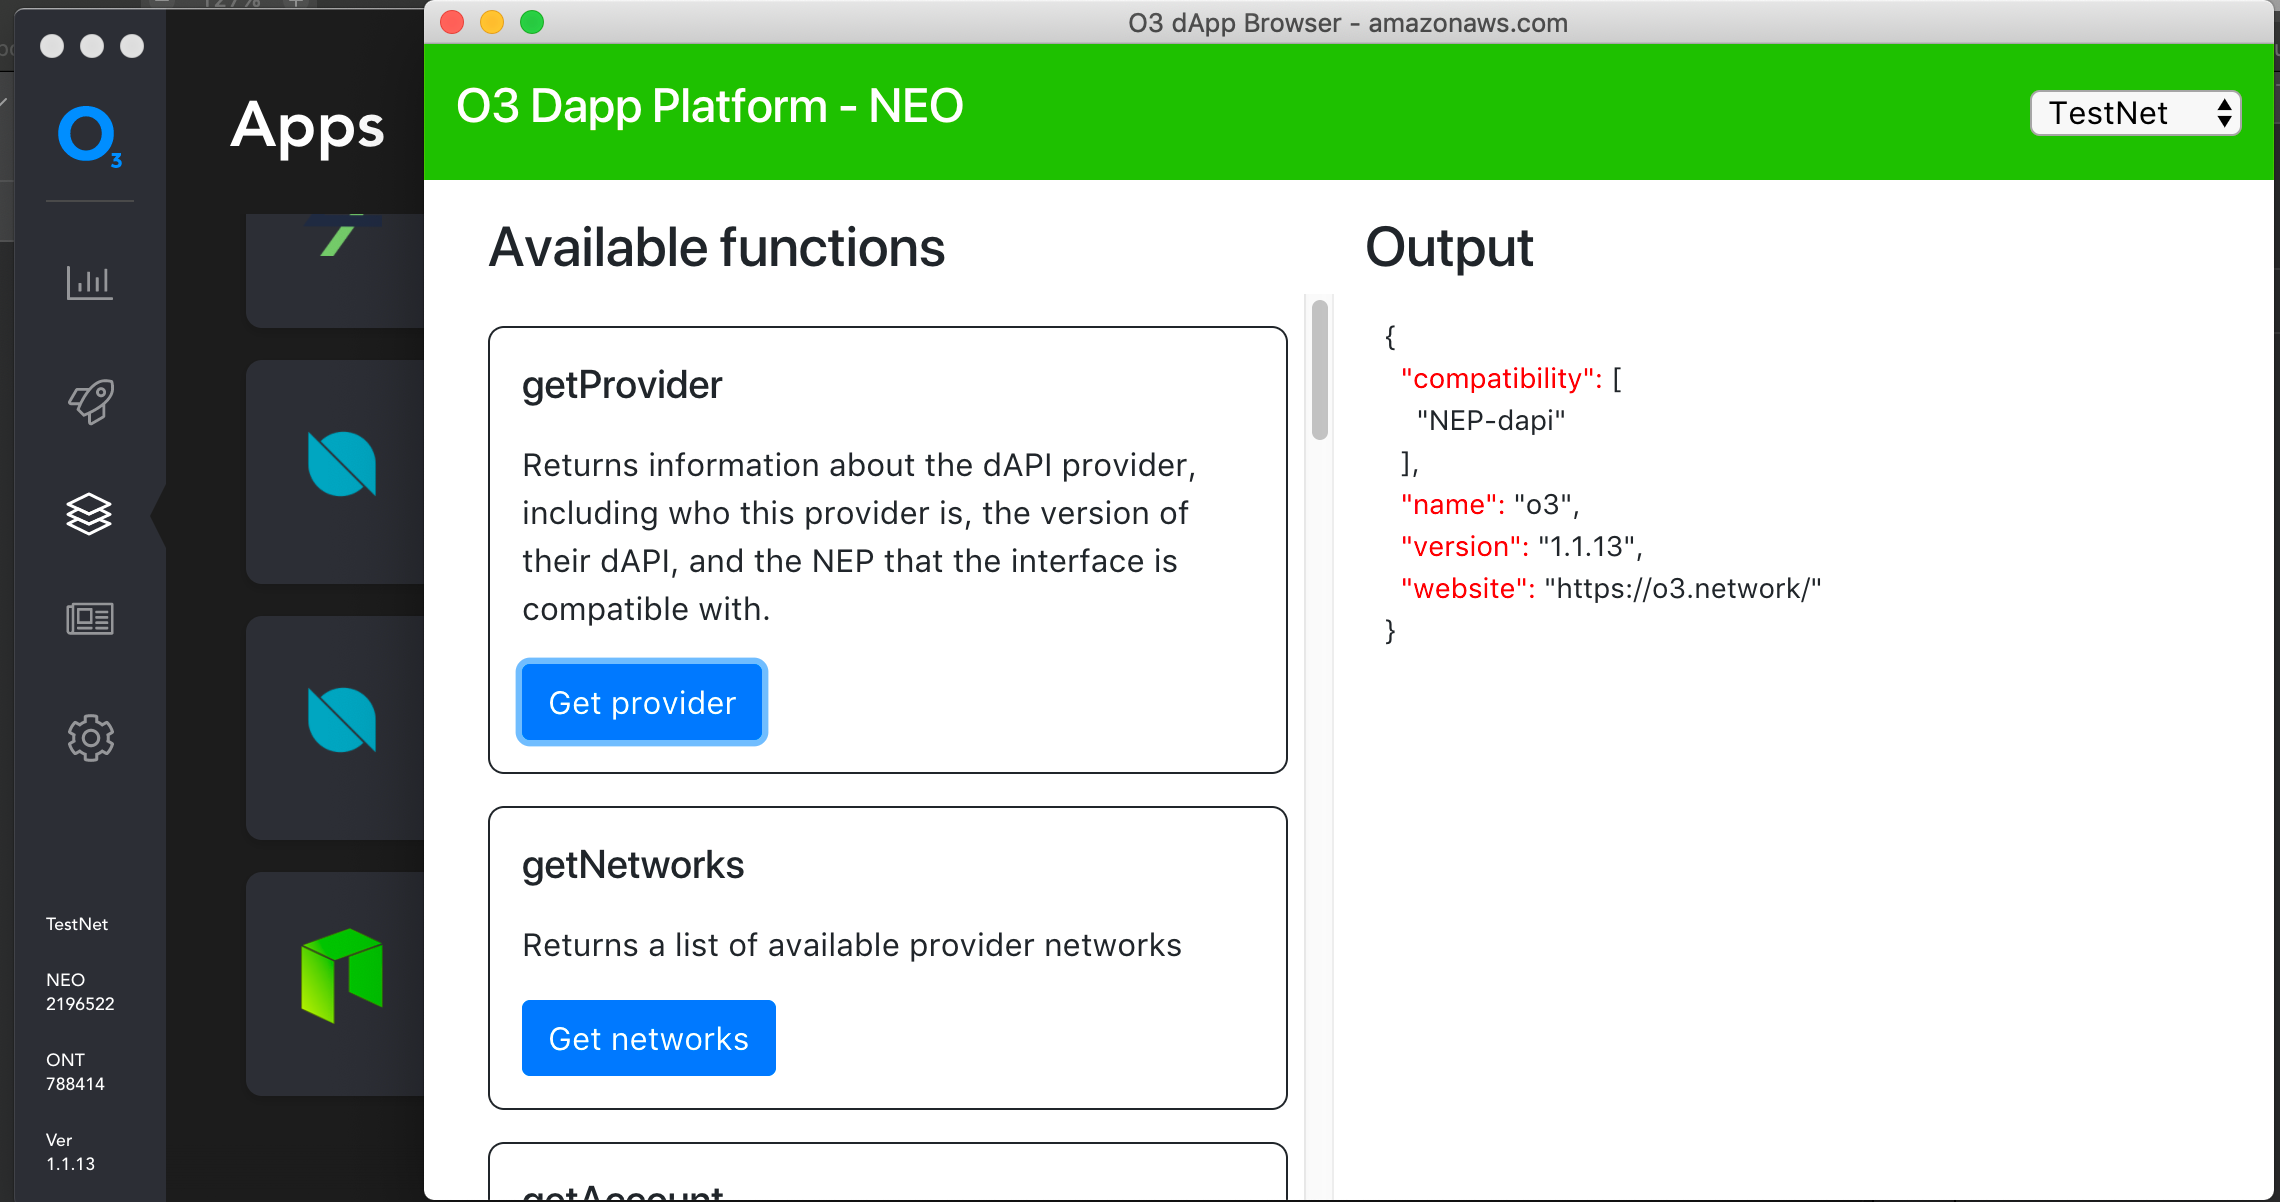 127%
O3 dApp Browser - amazonaws.com
O3
Apps
O3 Dapp Platform - NEO
TestNet
Available functions
Output
getProvider
Returns information about the dAPI provider,
including who this provider is, the version of
their dAPI, and the NEP that the interface is
compatible with.
Get provider
getNetworks
Returns a list of available provider networks
Get networks
getAccount
{
"compatibility": [
"NEP-dapi"
],
"name": "o3",
"version": "1.1.13",
"website": "https://o3.network/"
}
TestNet
NEO
2196522
ONT
788414
Ver
1.1.13